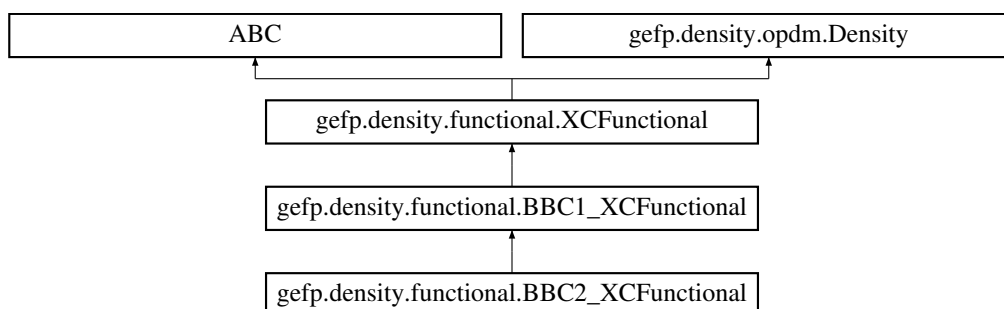 ABC
gefp.density.opdm.Density
gefp.density.functional.XCFunctional
gefp.density.functional.BBC1_XCFunctional
gefp.density.functional.BBC2_XCFunctional